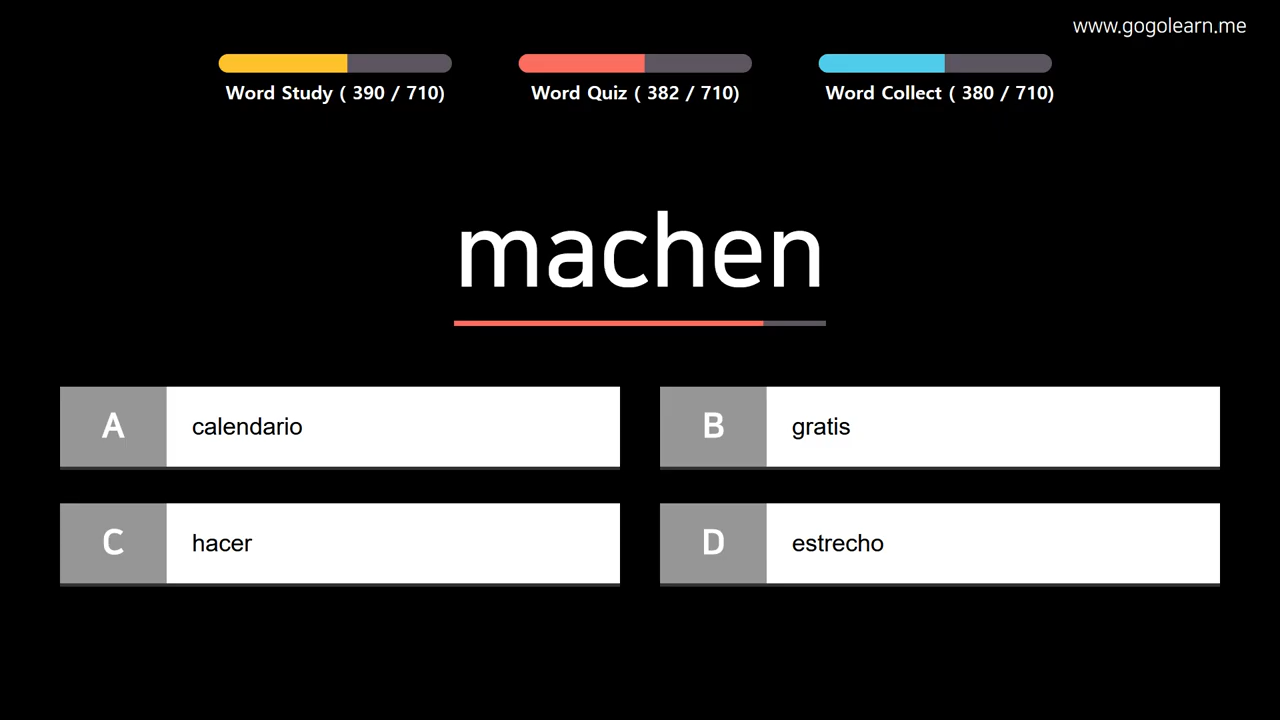 www.gogolearn.me
Word Study ( 390 / 710)
Word Quiz ( 382 / 710)
Word Collect ( 380 / 710)
machen
A calendario
B gratis
C hacer
D estrecho